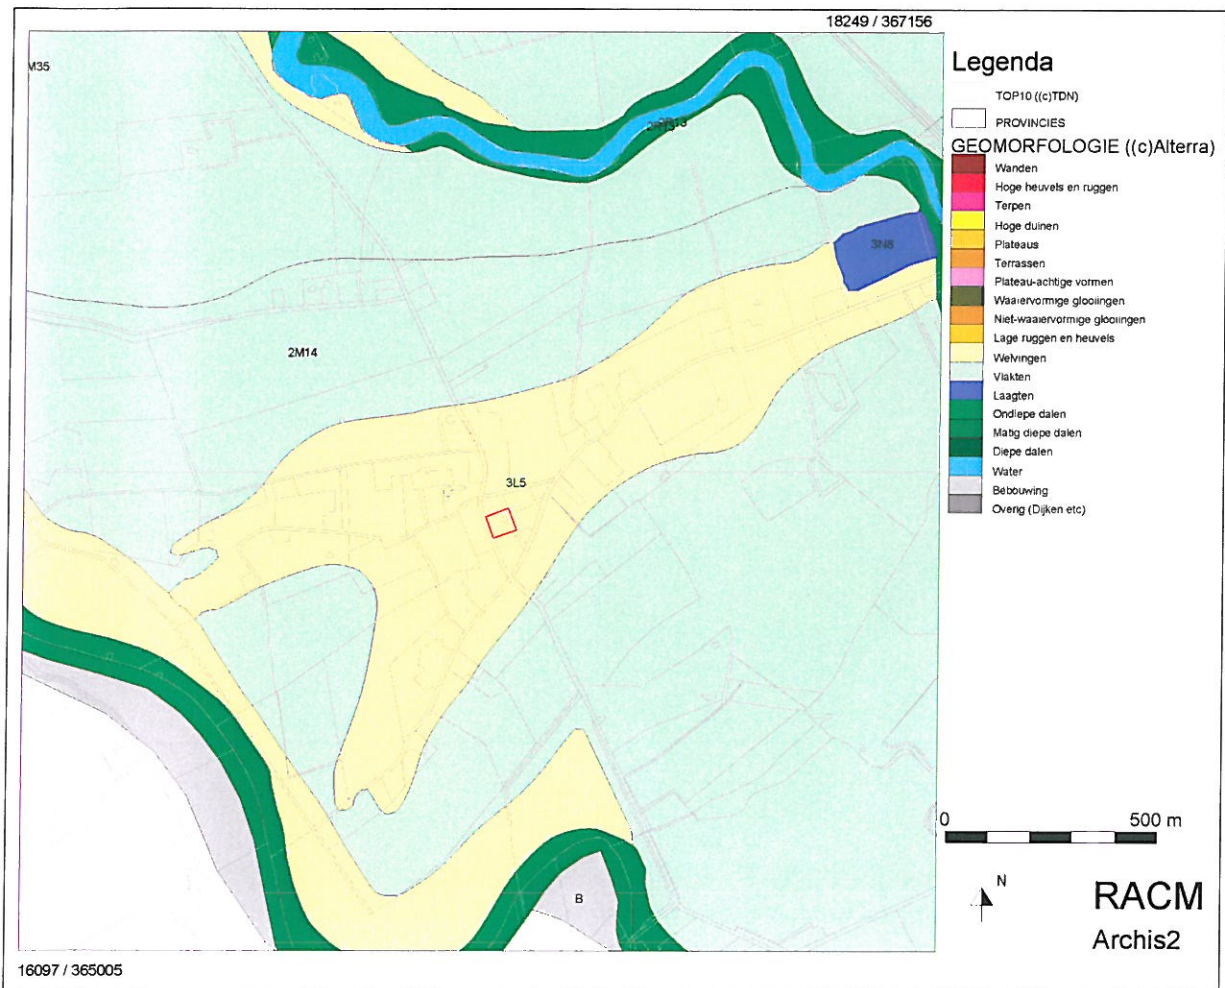 18249 / 367156
M35
2M14
3L5
3N8
B
16097 / 365005
Legenda
TOP10 ((c)TDN)
PROVINCIES
GEOMORFOLOGIE ((c)Alterra)
Wanden
Hoge heuvels en ruggen
Terpen
Hoge duinen
Plateaus
Terrassen
Plateau-achtige vormen
Waaiervormige glooiingen
Niet-waaiervormige glooiingen
Lage ruggen en heuvels
Welvingen
Vlakten
Laagten
Ondiepe dalen
Matig diepe dalen
Diepe dalen
Water
Bebouwing
Overig (Dijken etc)
0 500 m
N
RACM
Archis2